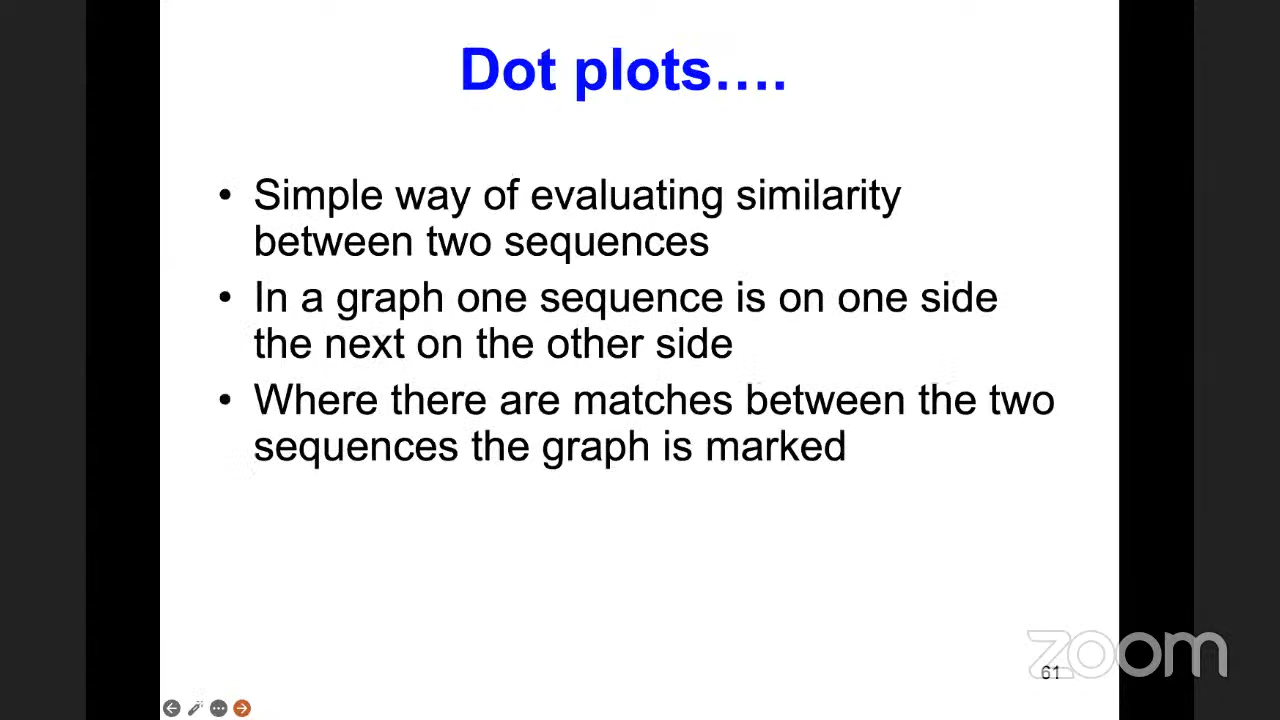 Dot plots….
• Simple way of evaluating similarity
between two sequences
• In a graph one sequence is on one side
the next on the other side
• Where there are matches between the two
sequences the graph is marked
zoom
61